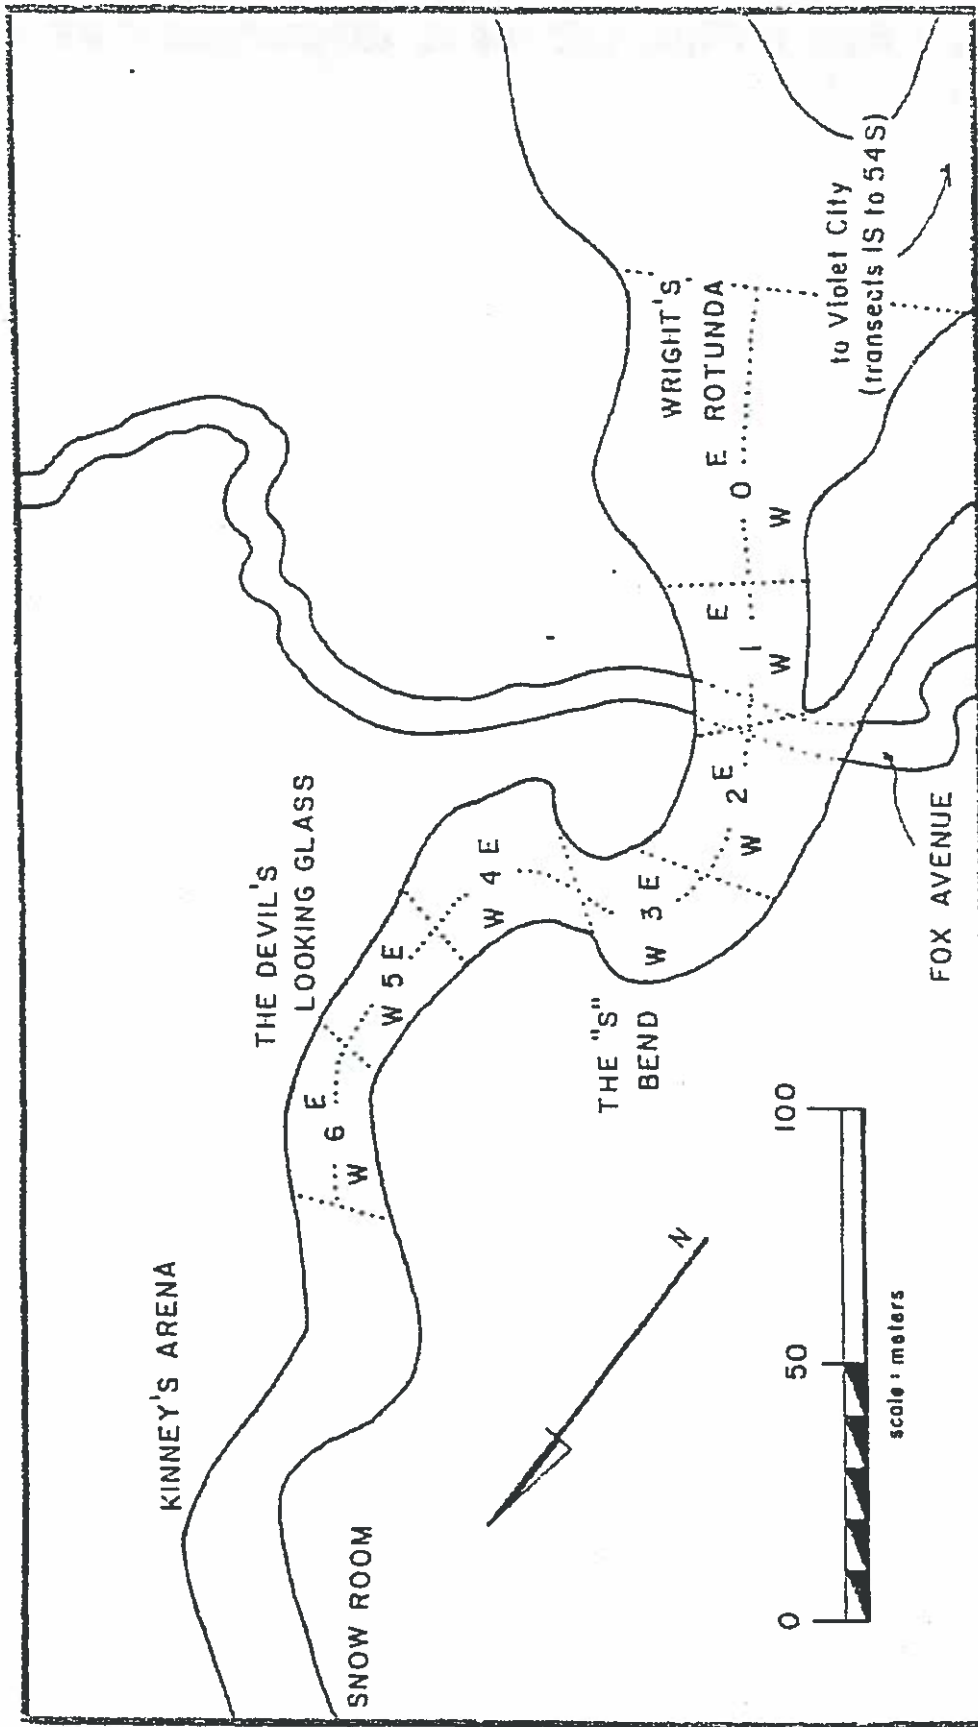 KINNEY'S ARENA
SNOW ROOM
THE DEVIL'S
LOOKING GLASS
W 6 E
W 5 E
W 4 E
THE "S"
BEND
W 3 E
W 2 E
W 1 E
W 0 E
WRIGHT'S
ROTUNDA
to Violet City
(transects 1S to 54S)
FOX AVENUE
N
0 50 100
scale: meters